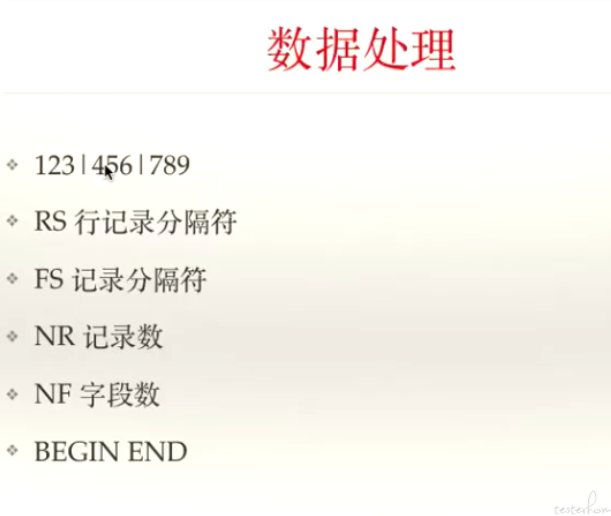 数据处理
123|456|789
RS 行记录分隔符
FS 记录分隔符
NR 记录数
NF 字段数
BEGIN END
testerhom